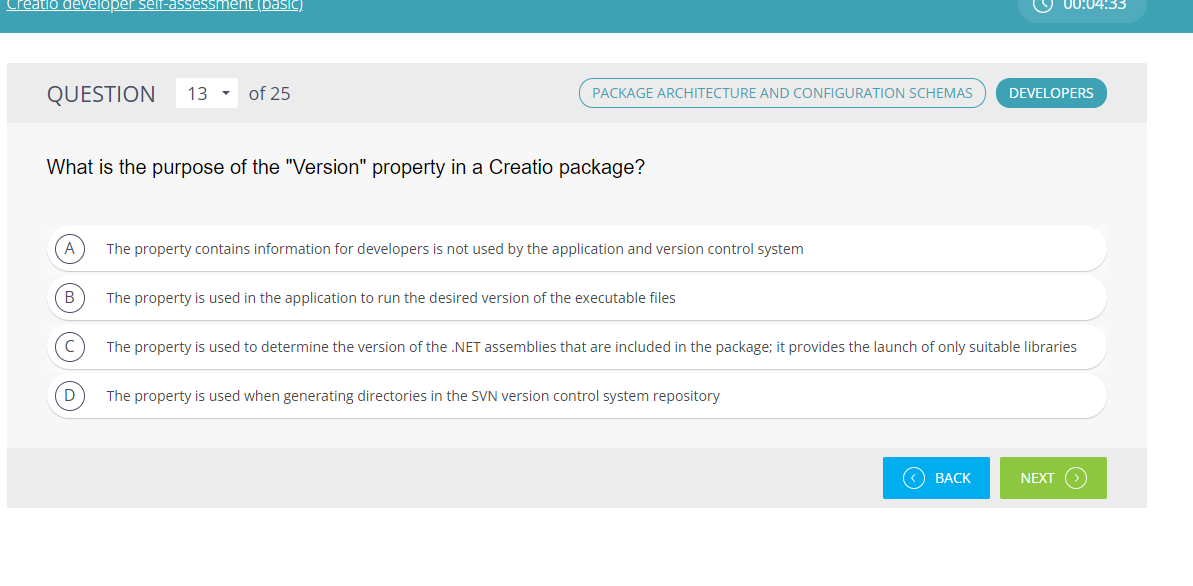 Creatio developer self-assessment (basic)
00:04:33
QUESTION 13 of 25
PACKAGE ARCHITECTURE AND CONFIGURATION SCHEMAS
DEVELOPERS
What is the purpose of the "Version" property in a Creatio package?
A The property contains information for developers is not used by the application and version control system
B The property is used in the application to run the desired version of the executable files
C The property is used to determine the version of the .NET assemblies that are included in the package; it provides the launch of only suitable libraries
D The property is used when generating directories in the SVN version control system repository
BACK
NEXT